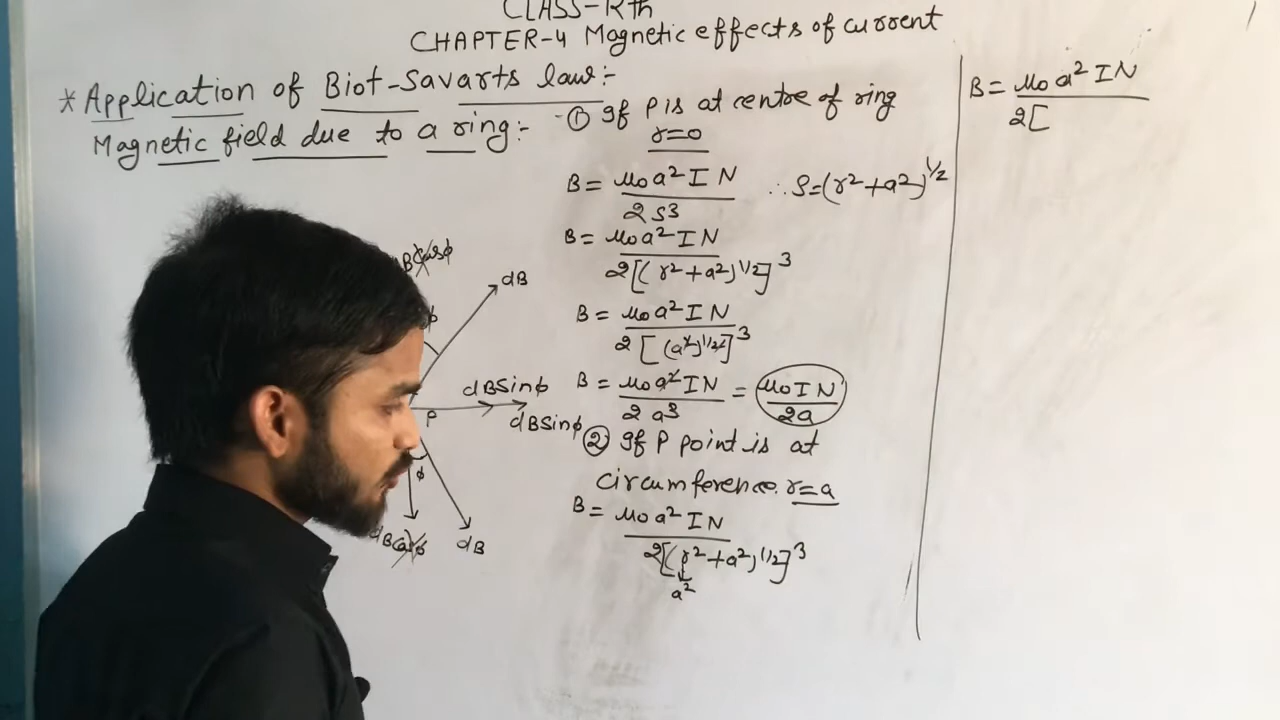 CLASS-12th
CHAPTER-4 Magnetic effects of current
* Application of Biot-Savarts law:-
Magnetic field due to a ring:-
① If P is at centre of ring
r=0
B = μ₀a²IN / 2S³ ∴ S=(r²+a²)^1/2
B = μ₀a²IN / 2[(r²+a²)^1/2]³
B = μ₀a²IN / 2[(a²)^1/2]³
B = μ₀a²IN / 2a³ = μ₀IN / 2a
② If P point is at
circumference. r=a
B = μ₀a²IN / 2[(r²+a²)^1/2]³
a²
B = μ₀a²IN / 2[
BCosφ
dB
φ
dBSinφ
P
dBSinφ
φ
dBCosφ
dB